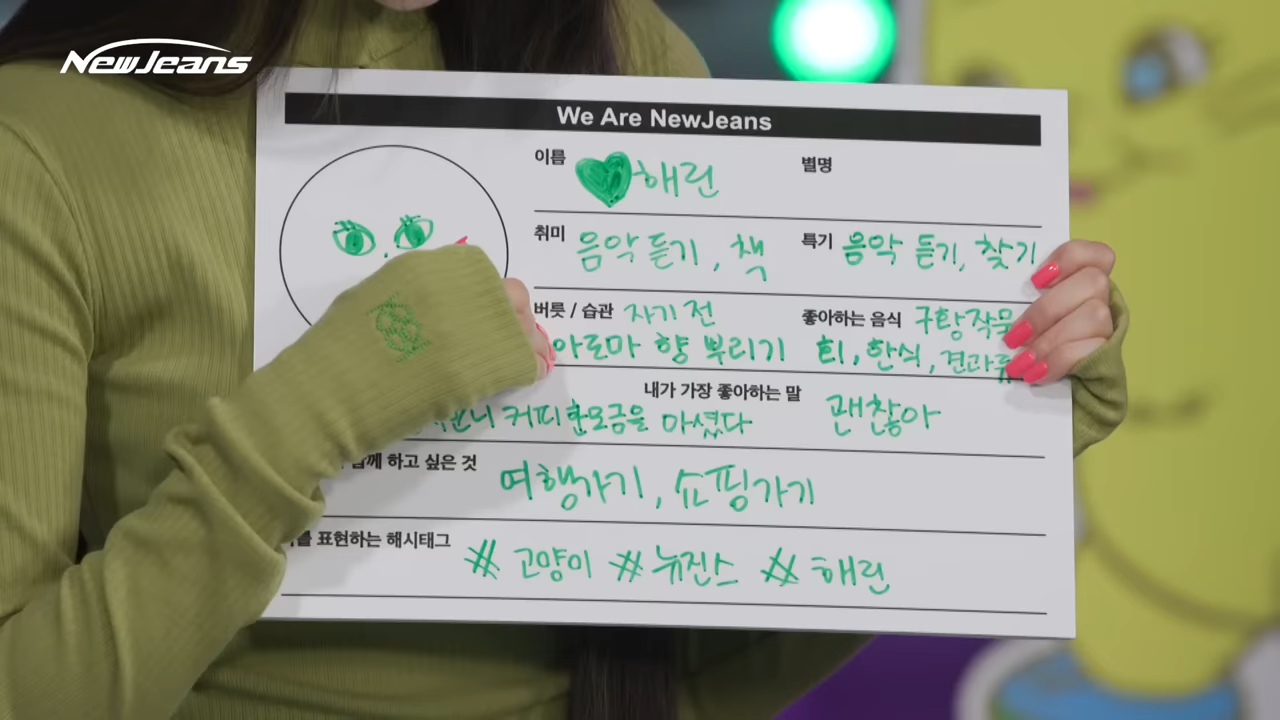 NewJeans
We Are NewJeans
이름 해린 별명
취미 음악 듣기, 책 특기 음악 듣기, 찾기
버릇 / 습관 자기 전 좋아하는 음식 구황작물
아로마 향 뿌리기 회, 한식, 견과류
내가 가장 좋아하는 말 괜찮아
커피 한모금을 마셨다
하고 싶은 것 여행가기, 쇼핑가기
표현하는 해시태그 #고양이 #뉴진스 #해린